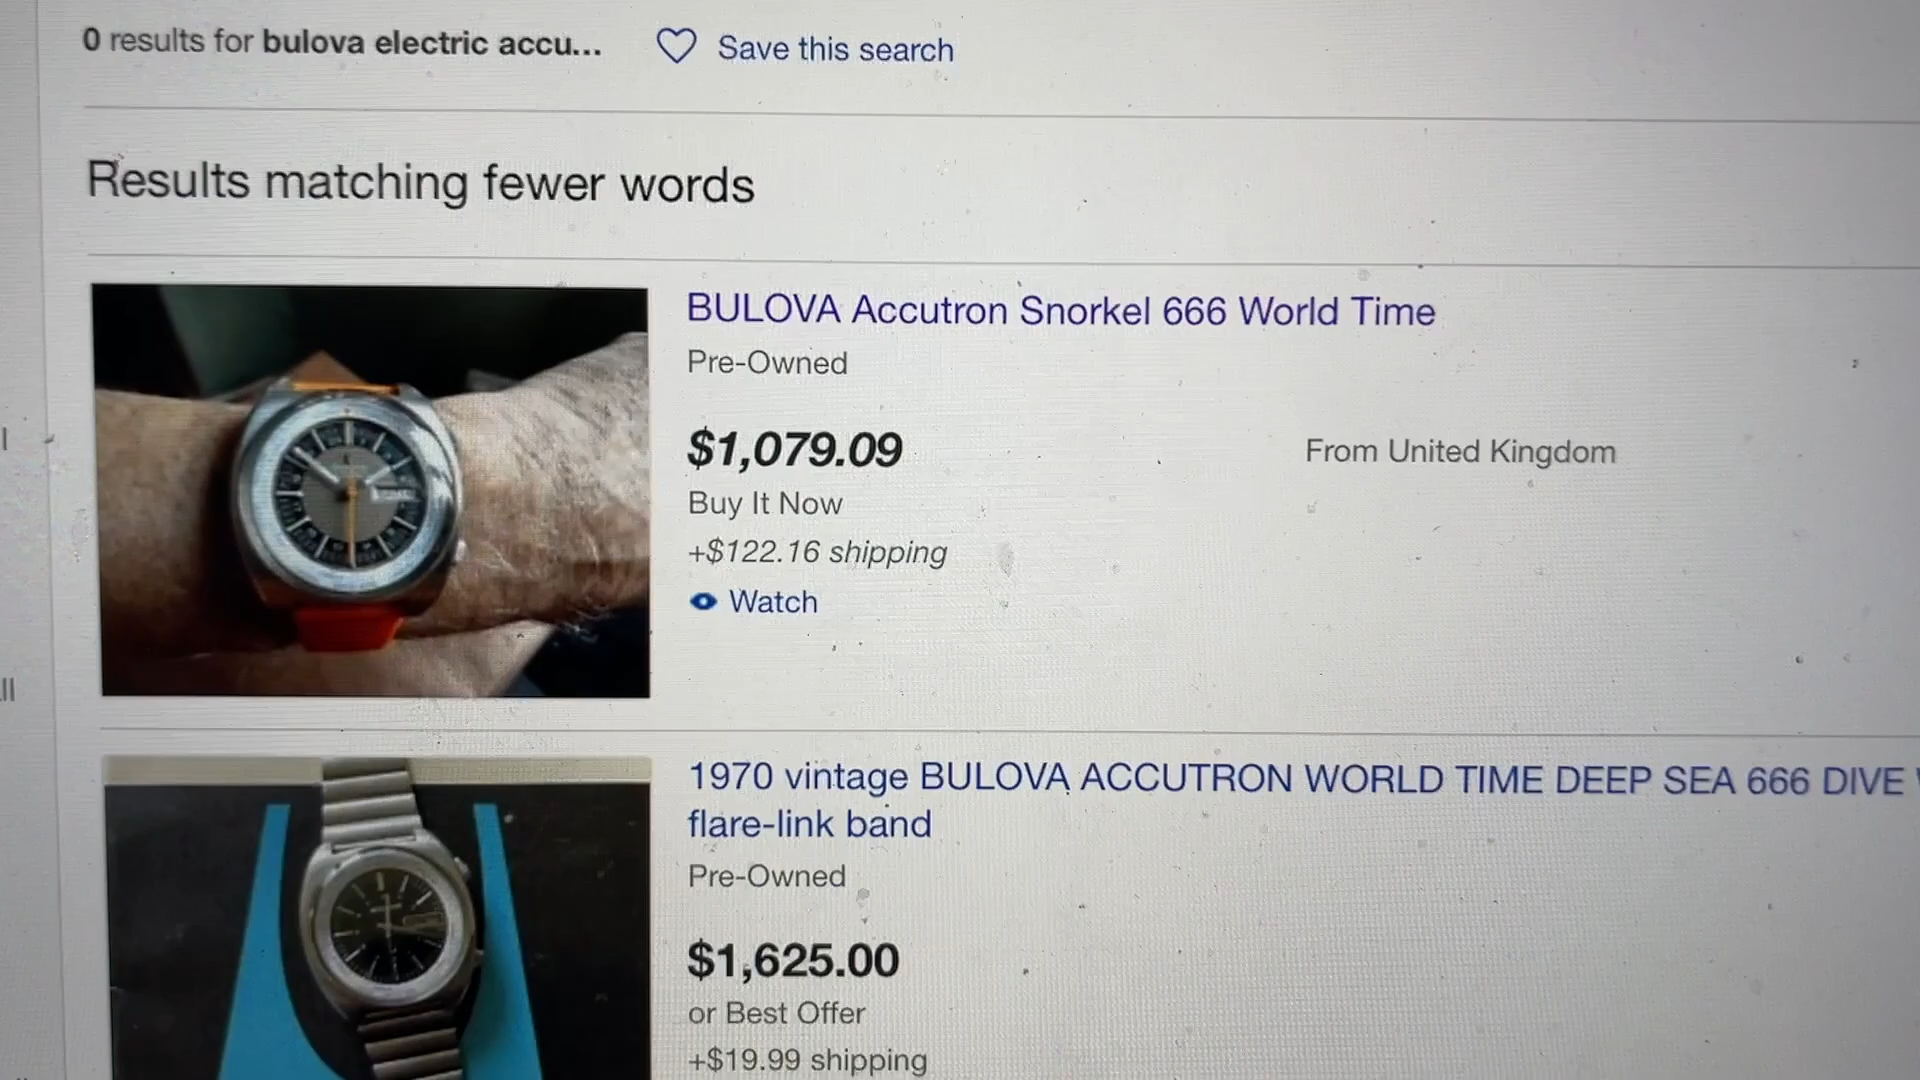 0 results for bulova electric accu...
Save this search
Results matching fewer words
BULOVA Accutron Snorkel 666 World Time
Pre-Owned
$1,079.09
From United Kingdom
Buy It Now
+$122.16 shipping
Watch
1970 vintage BULOVA ACCUTRON WORLD TIME DEEP SEA 666 DIVE
flare-link band
Pre-Owned
$1,625.00
or Best Offer
+$19.99 shipping